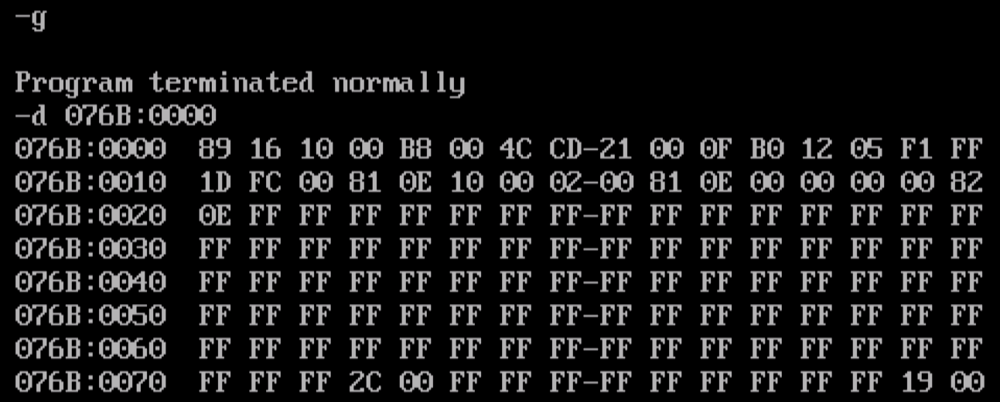 -g
Program terminated normally
-d 076B:0000
076B:0000 89 16 10 00 B8 00 4C CD-21 00 0F B0 12 05 F1 FF
076B:0010 1D FC 00 81 0E 10 00 02-00 81 0E 00 00 00 00 82
076B:0020 0E FF FF FF FF FF FF FF-FF FF FF FF FF FF FF FF
076B:0030 FF FF FF FF FF FF FF FF-FF FF FF FF FF FF FF FF
076B:0040 FF FF FF FF FF FF FF FF-FF FF FF FF FF FF FF FF
076B:0050 FF FF FF FF FF FF FF FF-FF FF FF FF FF FF FF FF
076B:0060 FF FF FF FF FF FF FF FF-FF FF FF FF FF FF FF FF
076B:0070 FF FF FF 2C 00 FF FF FF-FF FF FF FF FF FF 19 00